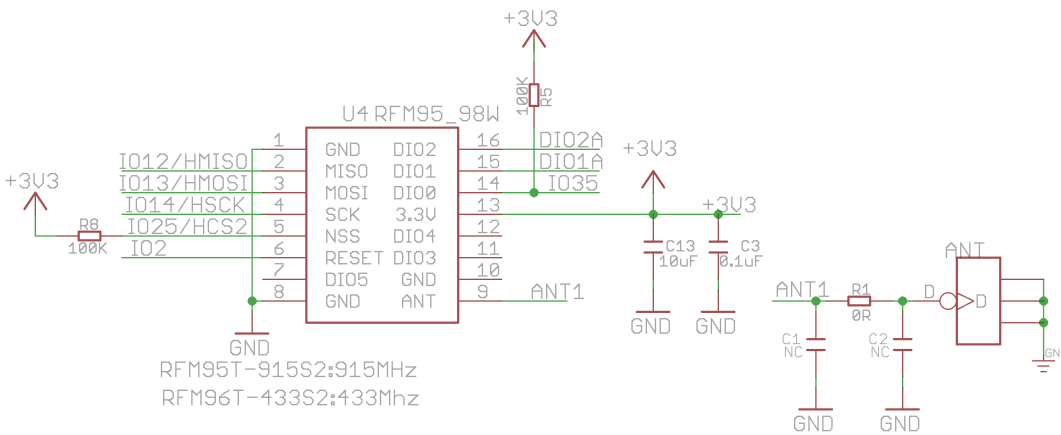 +3V3
100K
R5
U4 RFM95_98W
1 GND DIO2 16 DIO2A
IO12/HMISO 2 MISO DIO1 15 DIO1A
IO13/HMOSI 3 MOSI DIO0 14 IO35
IO14/HSCK 4 SCK 3.3V 13
IO25/HCS2 5 NSS DIO4 12
IO2 6 RESET DIO3 11
7 DIO5 GND 10
8 GND ANT 9 ANT1
+3V3
R8
100K
GND
+3V3
+3V3
C13
10uF
C3
0.1uF
GND
GND
ANT
ANT1
R1
0R
D
D
C1
NC
C2
NC
GN
GND
GND
RFM95T-915S2:915MHz
RFM96T-433S2:433Mhz